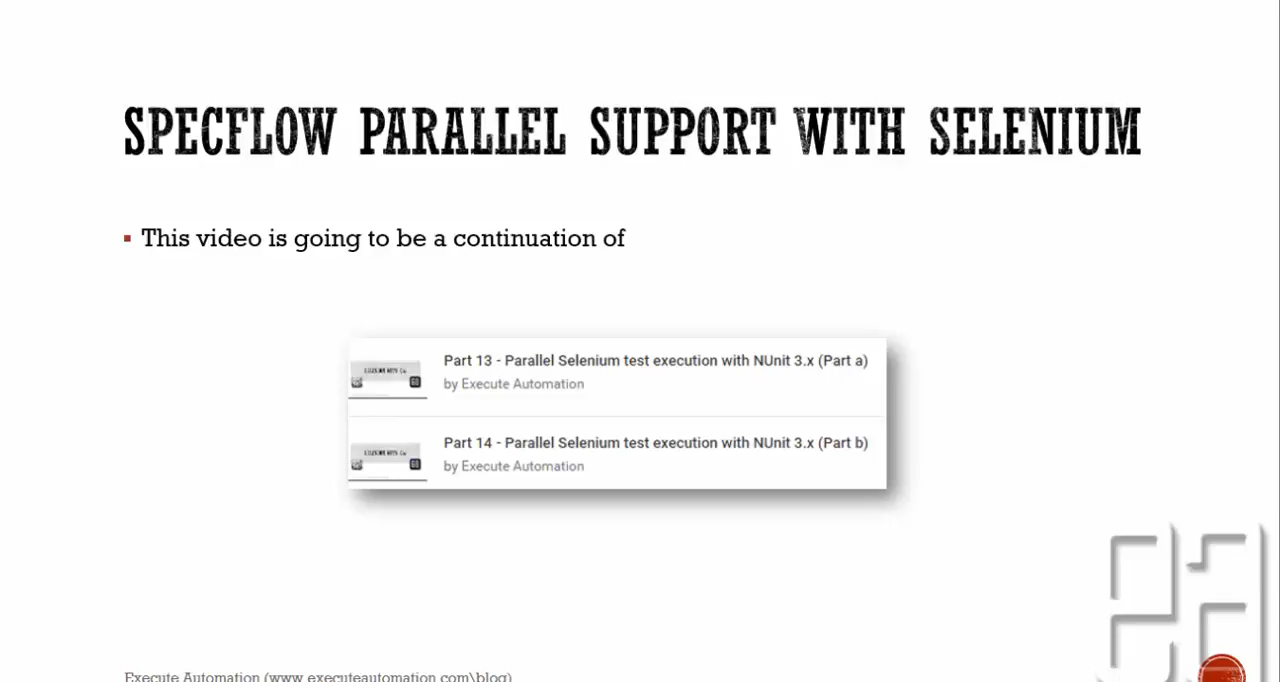 SPECFLOW PARALLEL SUPPORT WITH SELENIUM
This video is going to be a continuation of
Part 13 - Parallel Selenium test execution with NUnit 3.x (Part a)
by Execute Automation
Part 14 - Parallel Selenium test execution with NUnit 3.x (Part b)
by Execute Automation
Execute Automation (www.executeautomation.com\blog)